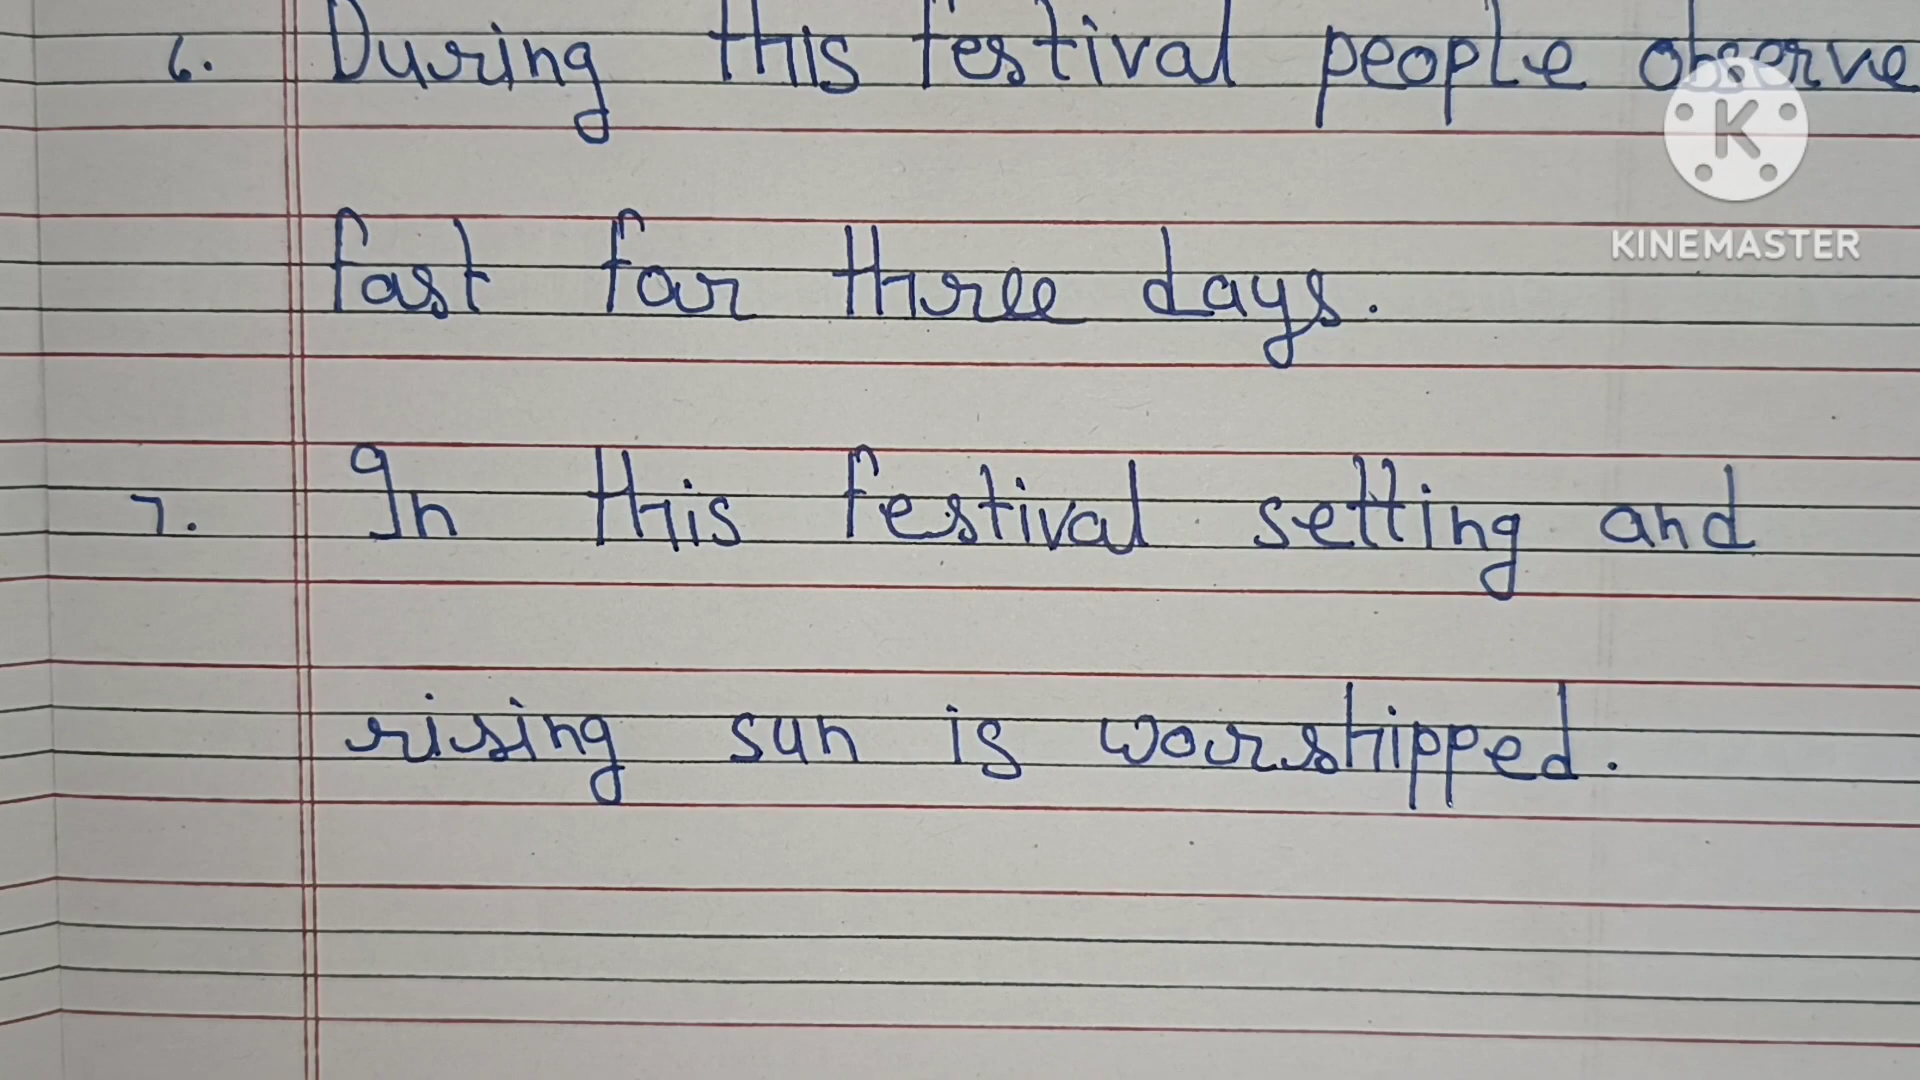 6. During this festival people observe
fast for three days.
7. In this festival setting and
rising sun is worshipped.
K
KINEMASTER